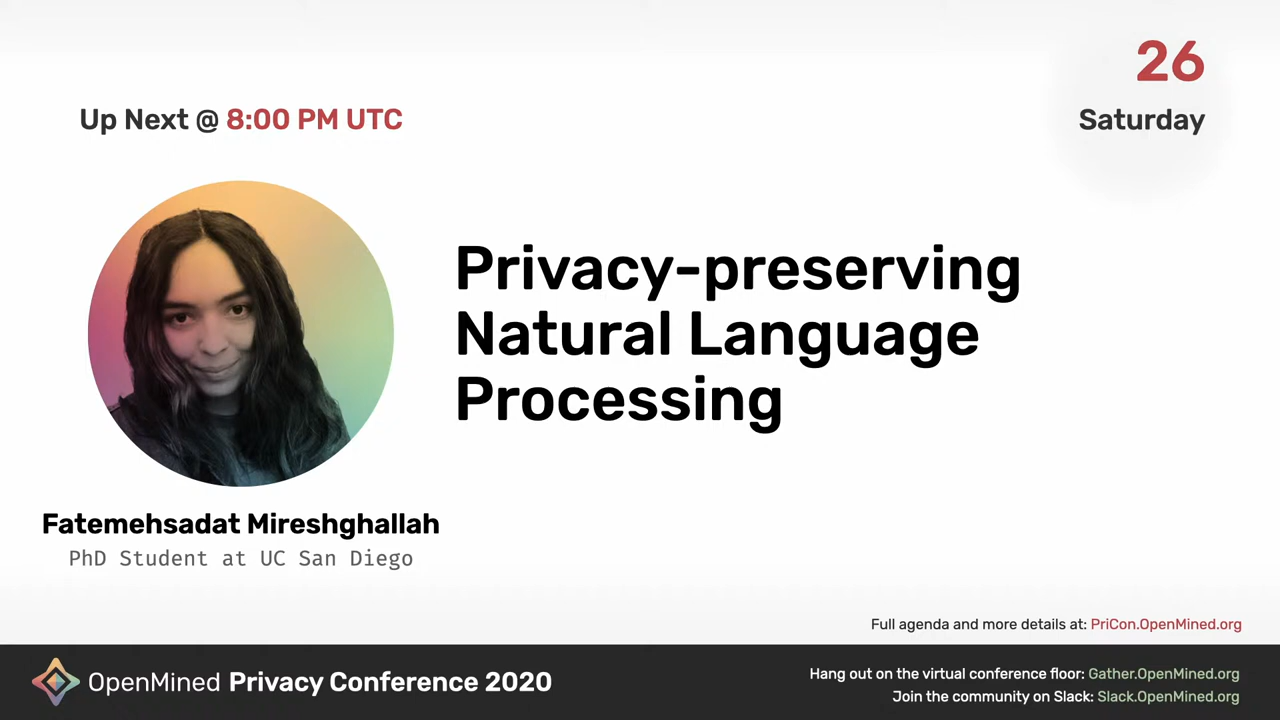 26
Up Next @ 8:00 PM UTC
Saturday
Privacy-preserving
Natural Language
Processing
Fatemehsadat Mireshghallah
PhD Student at UC San Diego
Full agenda and more details at: PriCon.OpenMined.org
OpenMined Privacy Conference 2020
Hang out on the virtual conference floor: Gather.OpenMined.org
Join the community on Slack: Slack.OpenMined.org